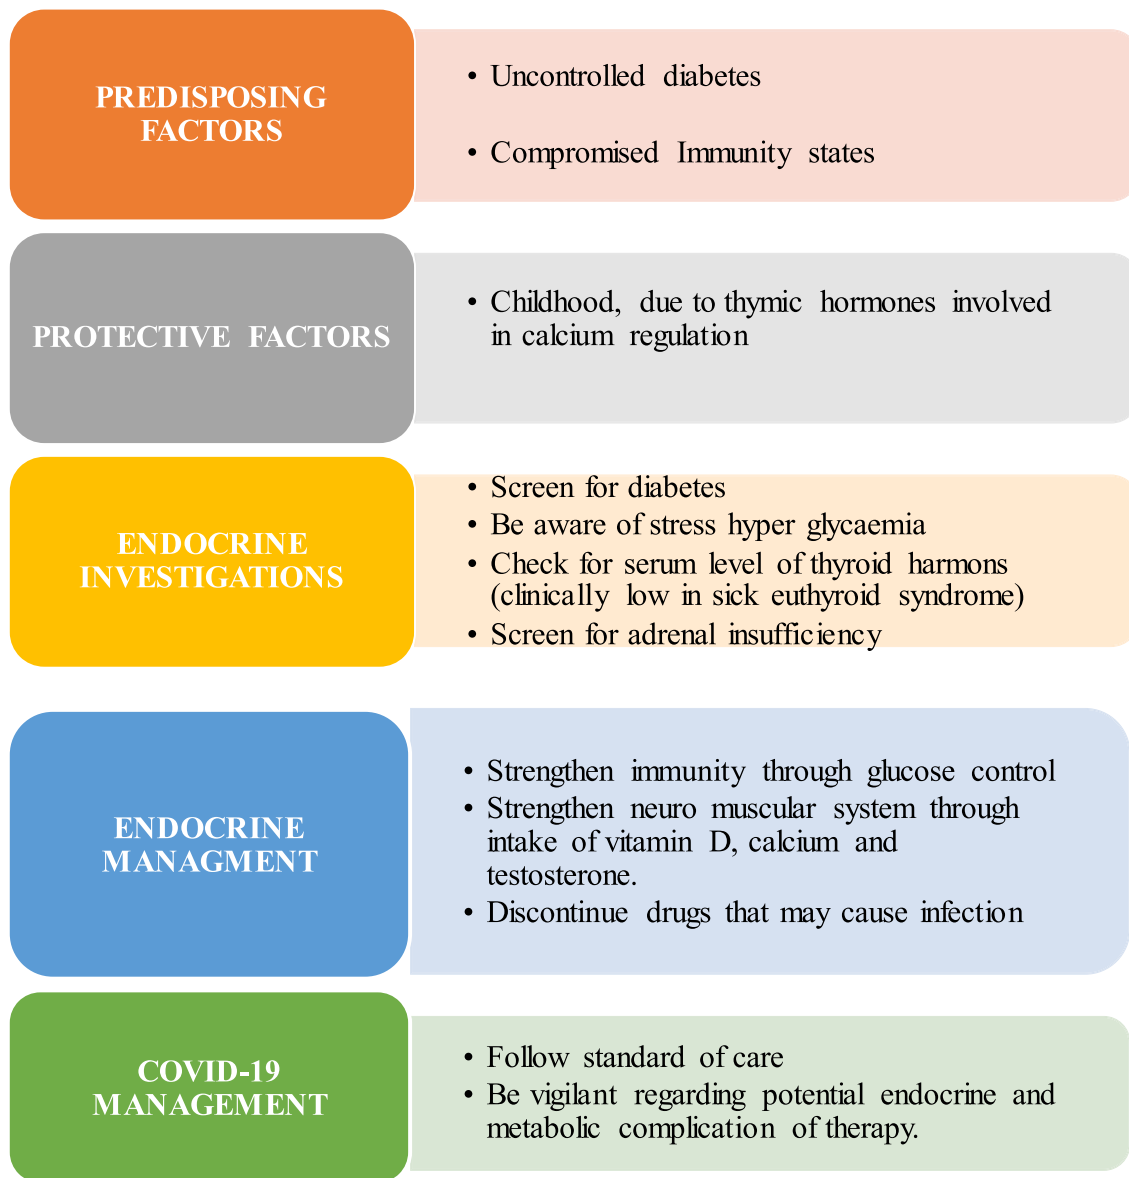 PREDISPOSING
FACTORS
• Uncontrolled diabetes
• Compromised Immunity states
PROTECTIVE FACTORS
• Childhood, due to thymic hormones involved
in calcium regulation
ENDOCRINE
INVESTIGATIONS
• Screen for diabetes
• Be aware of stress hyper glycaemia
• Check for serum level of thyroid harmons
(clinically low in sick euthyroid syndrome)
• Screen for adrenal insufficiency
ENDOCRINE
MANAGMENT
• Strengthen immunity through glucose control
• Strengthen neuro muscular system through
intake of vitamin D, calcium and
testosterone.
• Discontinue drugs that may cause infection
COVID-19
MANAGEMENT
• Follow standard of care
• Be vigilant regarding potential endocrine and
metabolic complication of therapy.